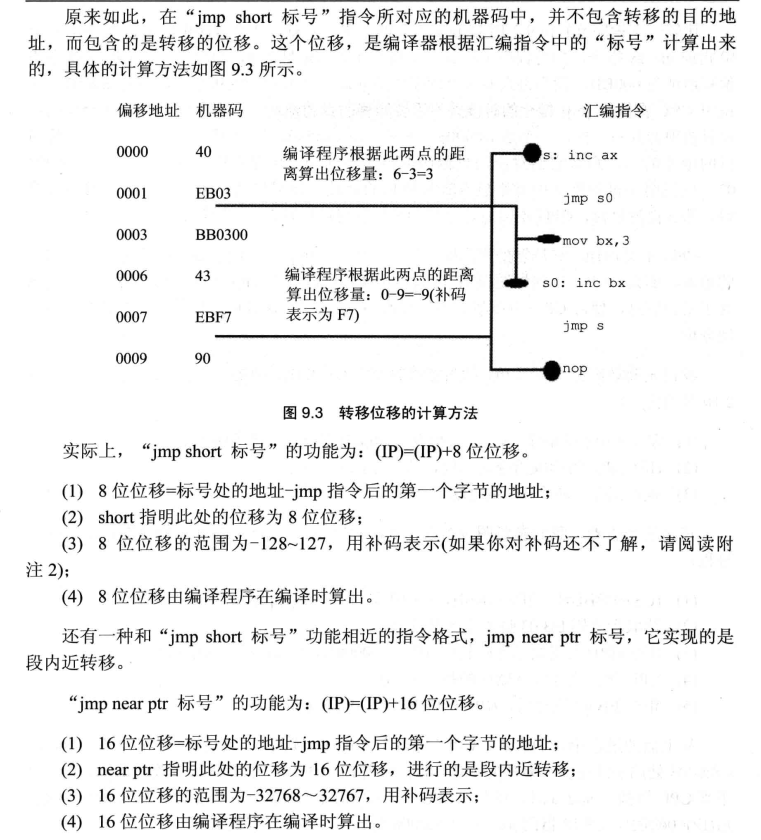 原来如此，在“jmp short 标号”指令所对应的机器码中，并不包含转移的目的地
址，而包含的是转移的位移。这个位移，是编译器根据汇编指令中的“标号”计算出来
的，具体的计算方法如图 9.3 所示。
偏移地址 机器码 汇编指令
0000 40 编译程序根据此两点的距 s: inc ax
离算出位移量：6-3=3
0001 EB03 jmp s0
0003 BB0300 mov bx,3
0006 43 编译程序根据此两点的距离 s0: inc bx
算出位移量：0-9=-9(补码
0007 EBF7 表示为 F7) jmp s
0009 90 nop
图 9.3 转移位移的计算方法
实际上，“jmp short 标号”的功能为：(IP)=(IP)+8 位位移。
(1) 8 位位移=标号处的地址-jmp 指令后的第一个字节的地址；
(2) short 指明此处的位移为 8 位位移；
(3) 8 位位移的范围为-128~127，用补码表示(如果你对补码还不了解，请阅读附
注 2)；
(4) 8 位位移由编译程序在编译时算出。
还有一种和“jmp short 标号”功能相近的指令格式，jmp near ptr 标号，它实现的是
段内近转移。
“jmp near ptr 标号”的功能为：(IP)=(IP)+16 位位移。
(1) 16 位位移=标号处的地址-jmp 指令后的第一个字节的地址；
(2) near ptr 指明此处的位移为 16 位位移，进行的是段内近转移；
(3) 16 位位移的范围为-32768～32767，用补码表示；
(4) 16 位位移由编译程序在编译时算出。